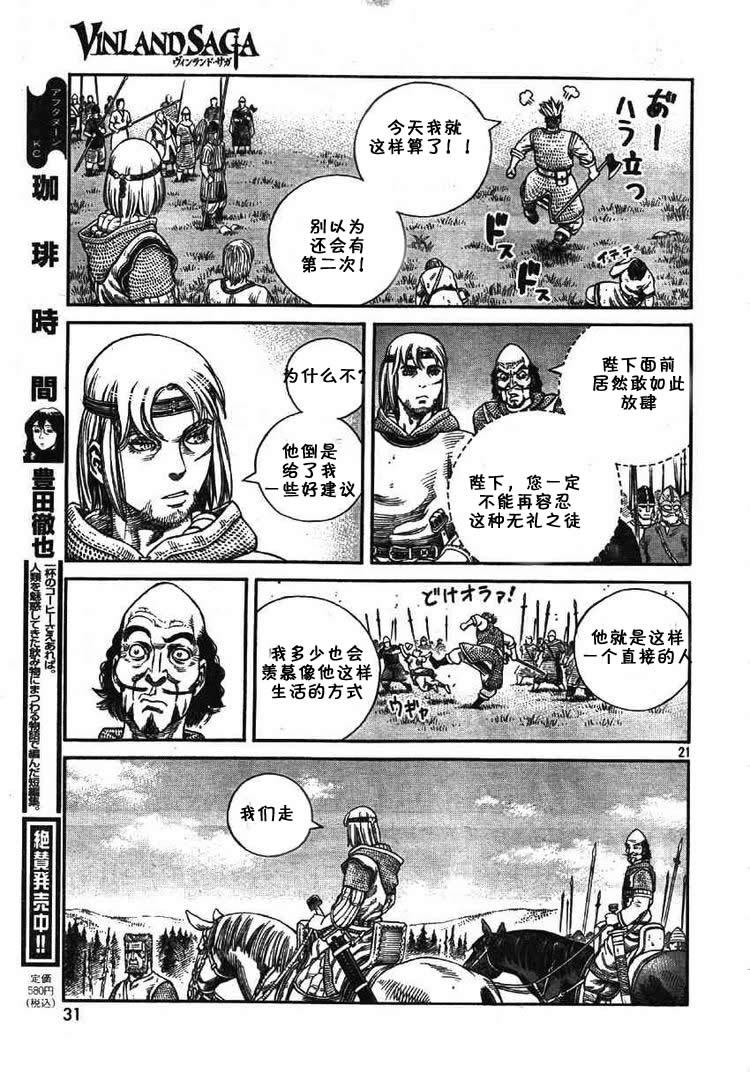 VINLAND SAGA
ヴィンランド・サガ
おー
ハラ立つ
今天我就
这样算了!!
别以为
还会有
第二次!
ドスドス
イテテ
陛下面前
居然敢如此
放肆
陛下，您一定
不能再容忍
这种无礼之徒
为什么不?
他倒是
给了我
一些好建议
どけオラァ!
他就是这样
一个直接的人
我多少也会
羡慕像他这样
生活的方式
ウギャ
21
我们走
アフタヌーン
KC
珈琲時間
豊田徹也
一杯のコーヒーさえあれば。
人類を魅惑してきた飲み物にまつわる物語で編んだ短編集。
絶賛発売中!!
定価
580円
(税込)
31